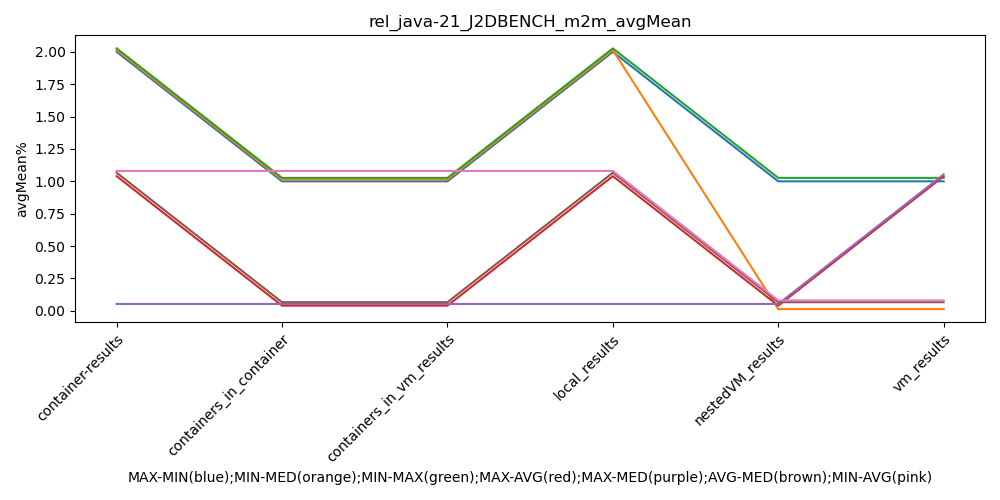 rel_java-21_J2DBENCH_m2m_avgMean
avgMean%
2.00
1.75
1.50
1.25
1.00
0.75
0.50
0.25
0.00
container-results
containers_in_container
containers_in_vm_results
local_results
nestedVM_results
vm_results
MAX-MIN(blue);MIN-MED(orange);MIN-MAX(green);MAX-AVG(red);MAX-MED(purple);AVG-MED(brown);MIN-AVG(pink)